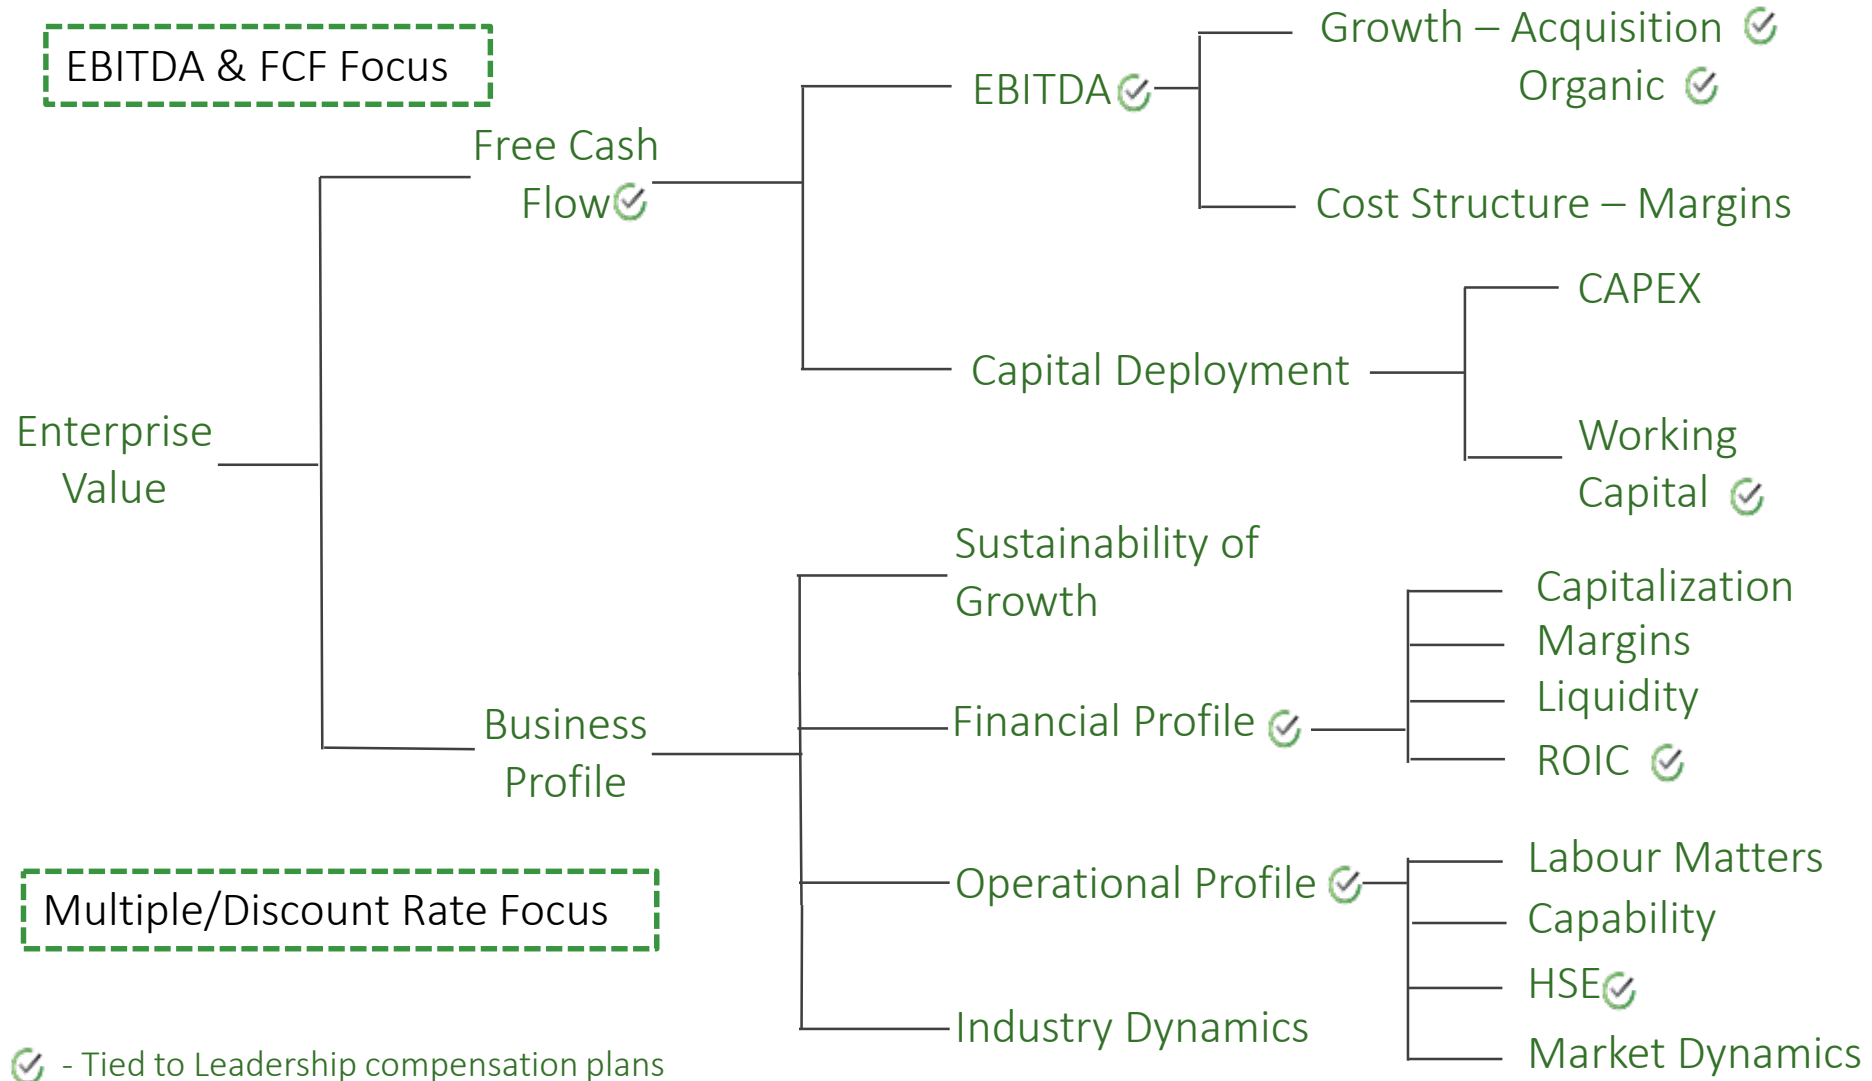 EBITDA & FCF Focus
Growth – Acquisition
Organic
EBITDA
Free Cash
Flow
Cost Structure – Margins
CAPEX
Capital Deployment
Working
Capital
Enterprise
Value
Sustainability of
Growth
Capitalization
Margins
Liquidity
ROIC
Financial Profile
Business
Profile
Labour Matters
Capability
HSE
Market Dynamics
Operational Profile
Multiple/Discount Rate Focus
Industry Dynamics
- Tied to Leadership compensation plans